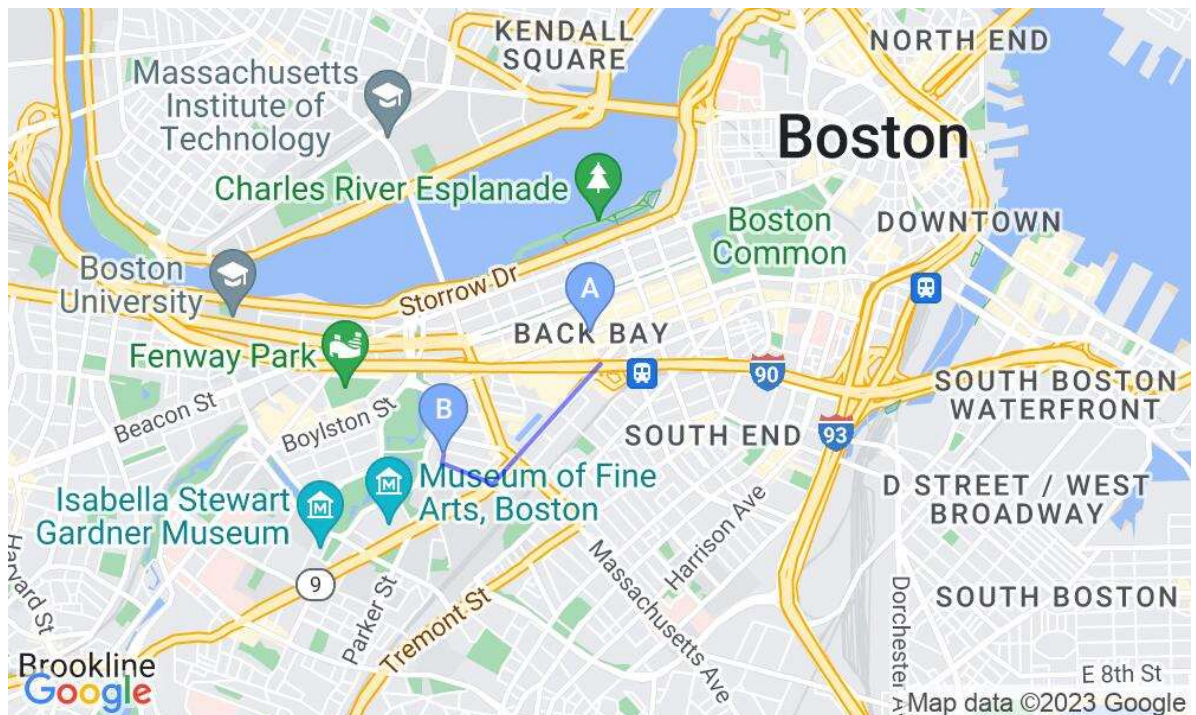 KENDALL
SQUARE
NORTH END
Massachusetts
Institute of
Technology
Boston
Charles River Esplanade
Boston
Common
DOWNTOWN
Boston
University
Storrow Dr
A
BACK BAY
Fenway Park
90
SOUTH BOSTON
WATERFRONT
Beacon St
B
Boylston St
SOUTH END
93
Museum of Fine
Arts, Boston
D STREET / WEST
BROADWAY
Isabella Stewart
Gardner Museum
Harrison Ave
Harvard St
9
Parker St
Tremont St
Massachusetts Ave
Dorchester A
SOUTH BOSTON
Brookline
Google
E 8th St
Map data ©2023 Google